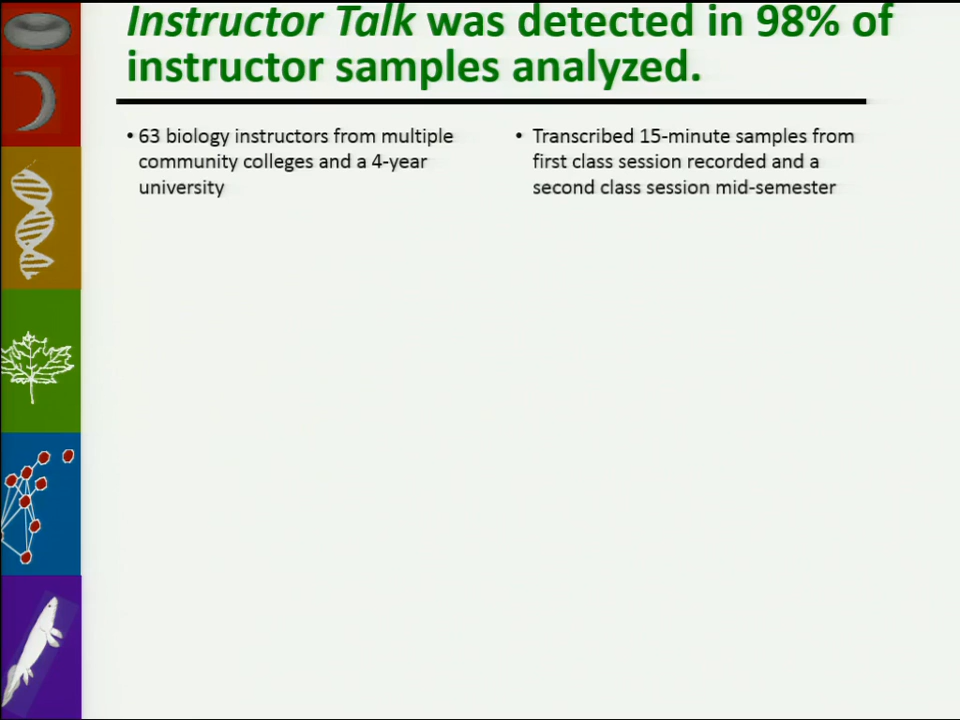 Instructor Talk was detected in 98% of
instructor samples analyzed.
• 63 biology instructors from multiple
community colleges and a 4-year
university
• Transcribed 15-minute samples from
first class session recorded and a
second class session mid-semester